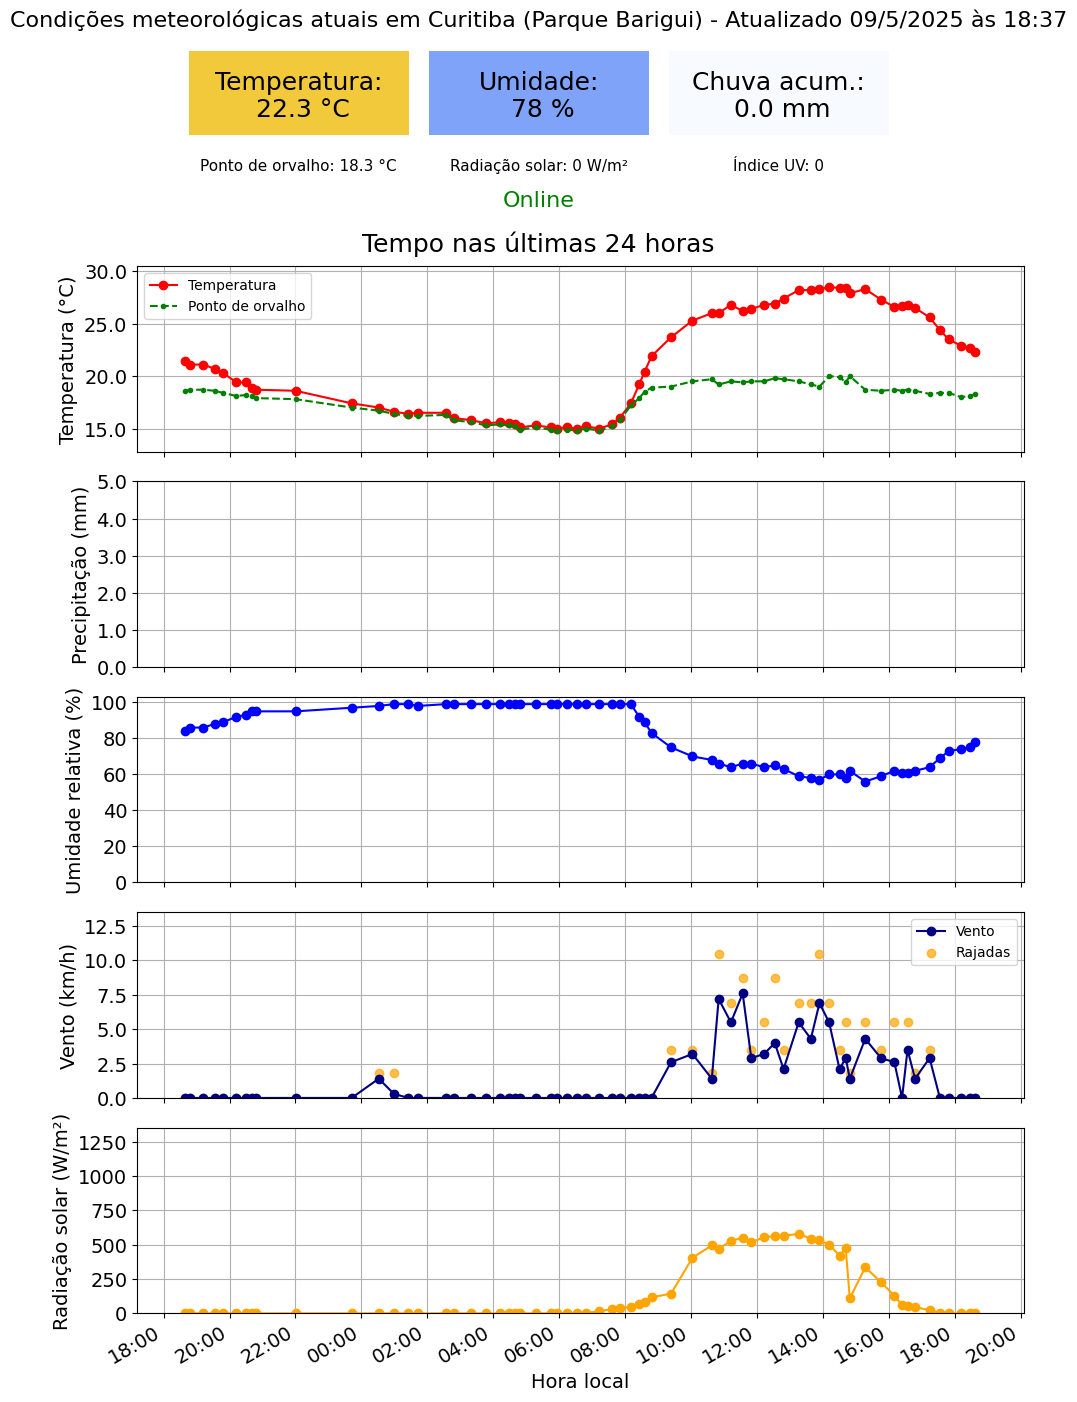 Condições meteorológicas atuais em Curitiba (Parque Barigui) - Atualizado 09/5/2025 às 18:37
Temperatura:
22.3 °C
Umidade:
78 %
Chuva acum.:
0.0 mm
Ponto de orvalho: 18.3 °C
Radiação solar: 0 W/m²
Índice UV: 0
Online
Tempo nas últimas 24 horas
Temperatura (°C)
30.0
25.0
20.0
15.0
Temperatura
Ponto de orvalho
Precipitação (mm)
5.0
4.0
3.0
2.0
1.0
0.0
Umidade relativa (%)
100
80
60
40
20
0
Vento (km/h)
12.5
10.0
7.5
5.0
2.5
0.0
Vento
Rajadas
Radiação solar (W/m²)
1250
1000
750
500
250
0
18:00
20:00
22:00
00:00
02:00
04:00
06:00
08:00
10:00
12:00
14:00
16:00
18:00
20:00
Hora local